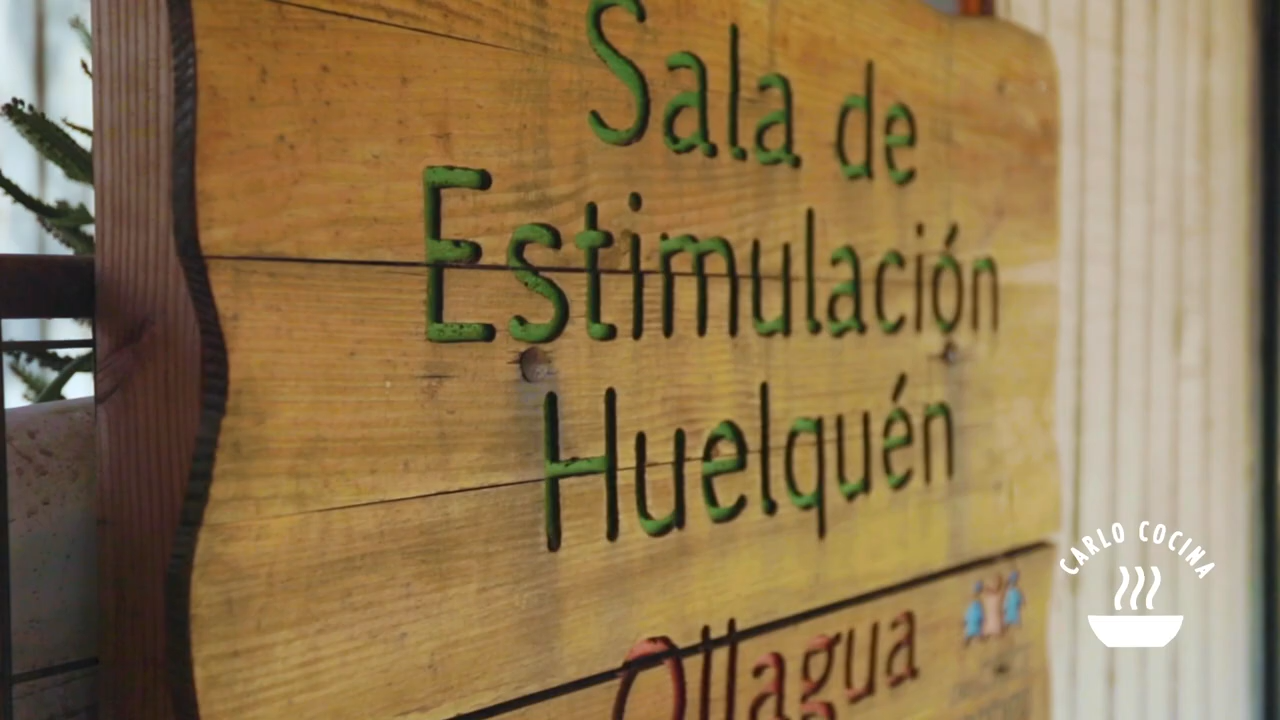 Sala de
Estimulación
Huelquén
Ollagua
CARLO COCINA